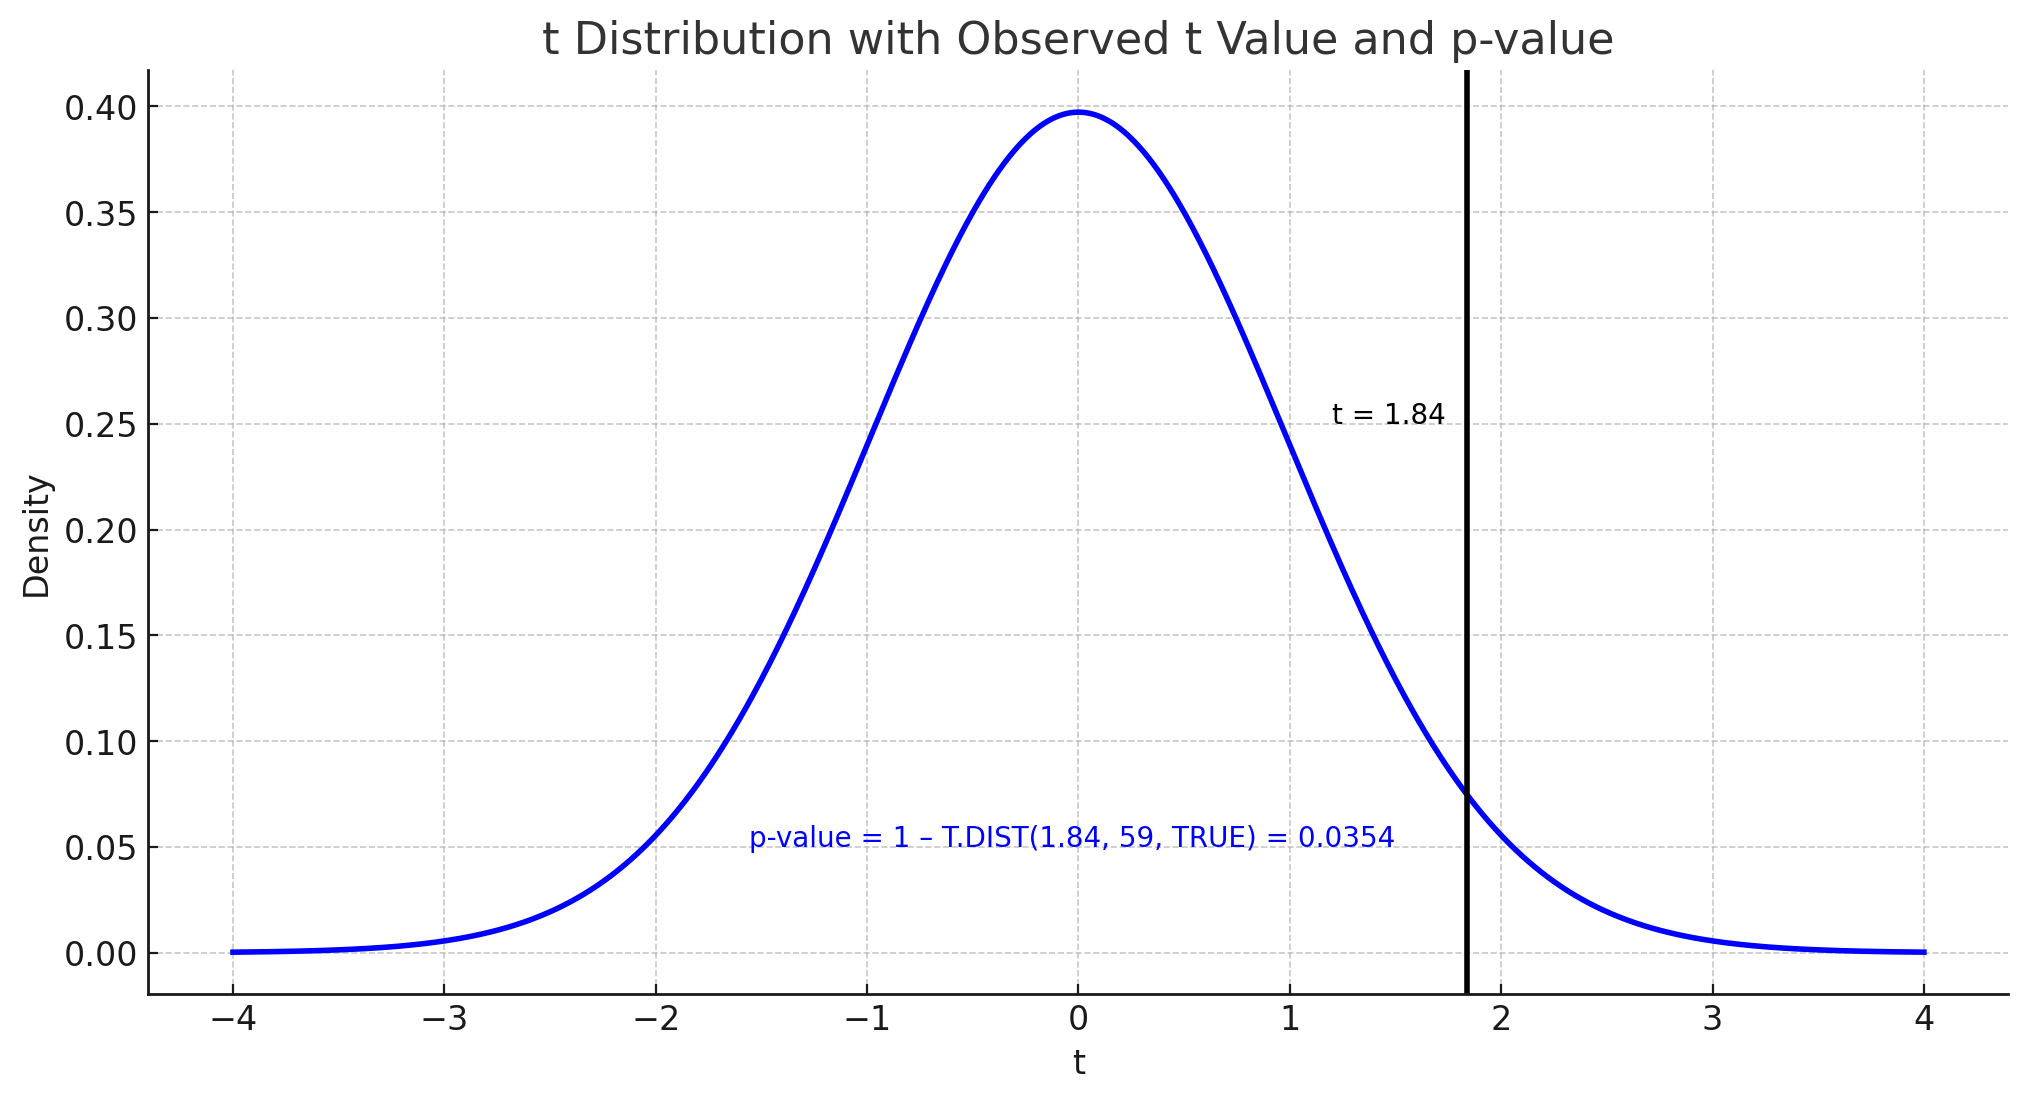 t Distribution with Observed t Value and p-value
0.40
0.35
0.30
0.25
0.20
0.15
0.10
0.05
0.00
Density
t = 1.84
p-value = 1 – T.DIST(1.84, 59, TRUE) = 0.0354
−4 −3 −2 −1 0 1 2 3 4
t